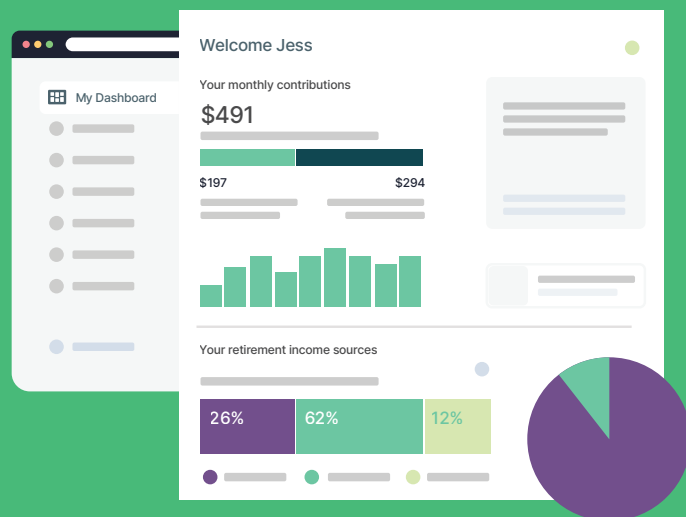 Welcome Jess
My Dashboard
Your monthly contributions
$491
$197
$294
Your retirement income sources
26%
62%
12%